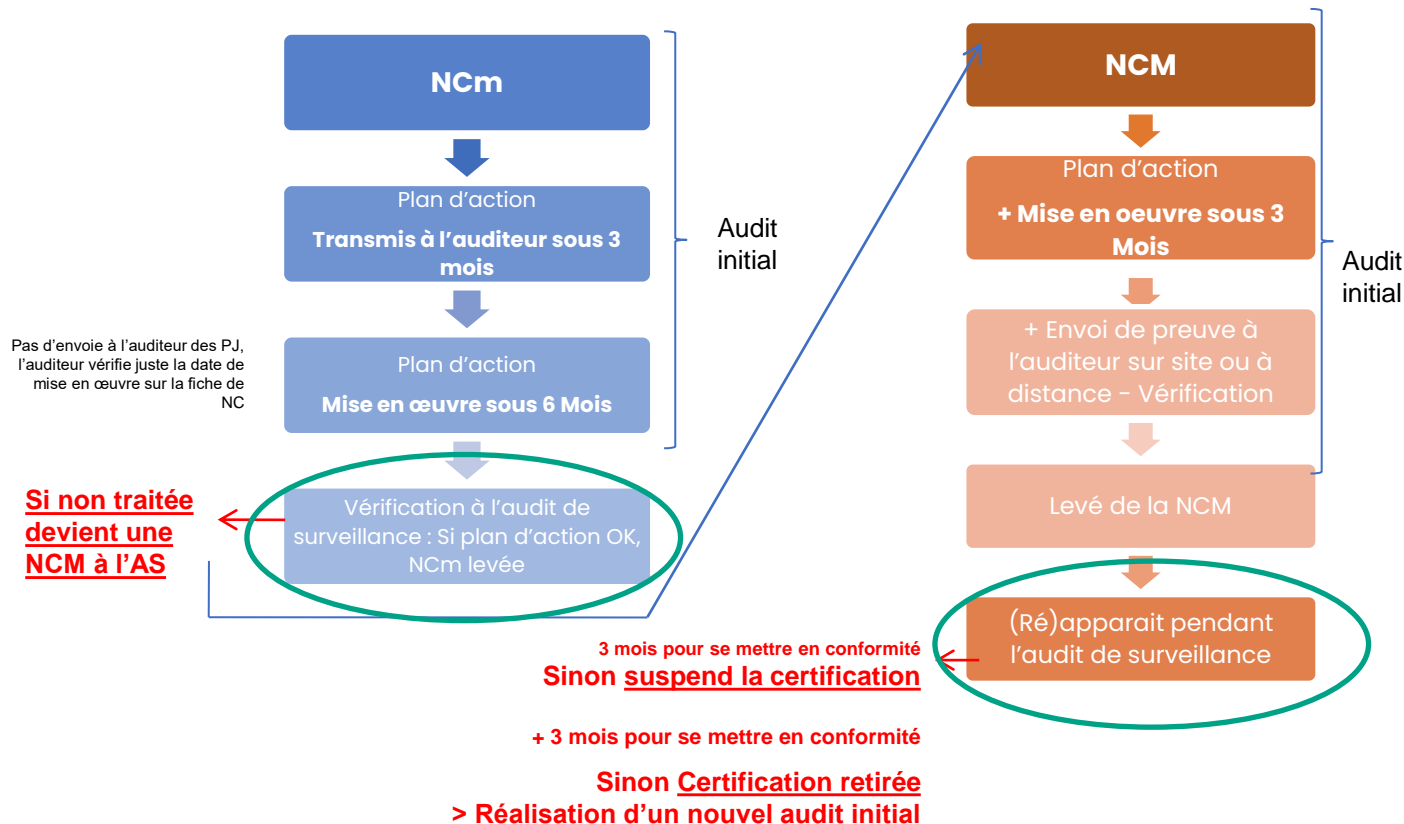 NCm
Plan d'action
Transmis à l'auditeur sous 3
mois
Plan d'action
Mise en œuvre sous 6 Mois
Vérification à l'audit de
surveillance : Si plan d'action OK,
NCm levée
Audit
initial
Pas d'envoie à l'auditeur des PJ,
l'auditeur vérifie juste la date de
mise en œuvre sur la fiche de
NC
Si non traitée
devient une
NCM à l'AS
NCM
Plan d'action
+ Mise en oeuvre sous 3
Mois
+ Envoi de preuve à
l'auditeur sur site ou à
distance - Vérification
Levé de la NCM
(Ré)apparait pendant
l'audit de surveillance
Audit
initial
3 mois pour se mettre en conformité
Sinon suspend la certification
+ 3 mois pour se mettre en conformité
Sinon Certification retirée
> Réalisation d'un nouvel audit initial